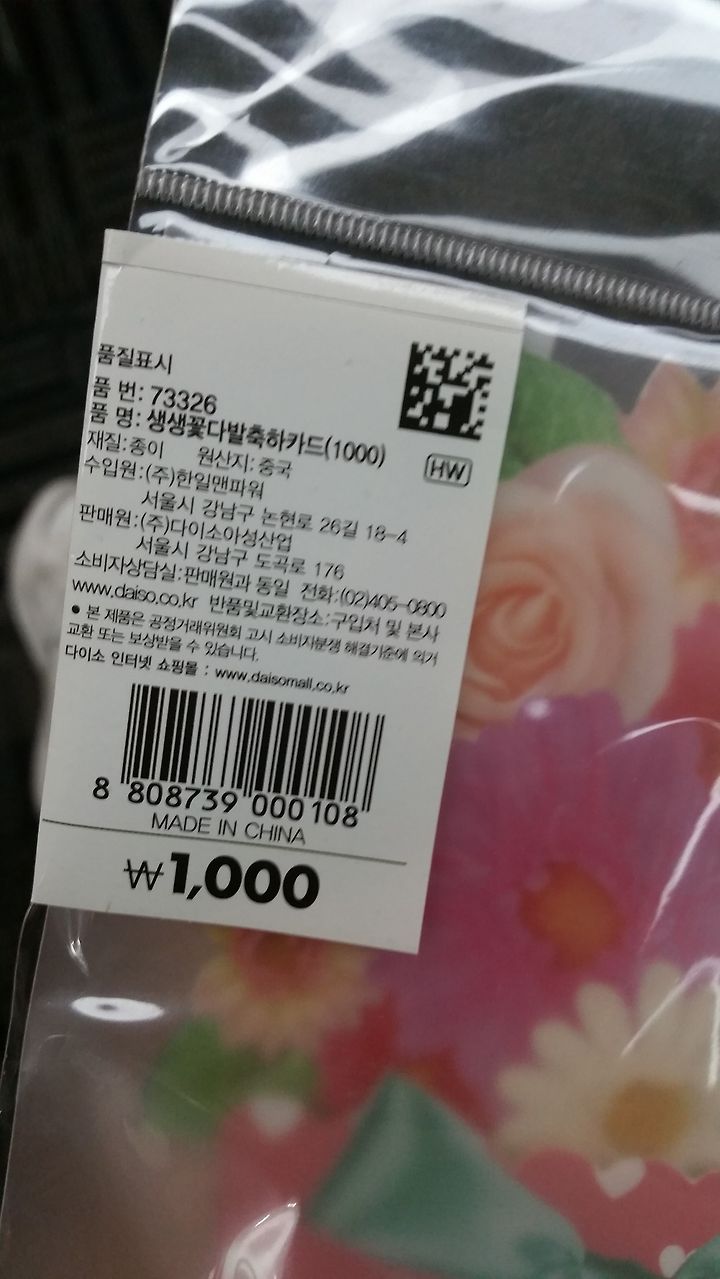 품질표시
품 번: 73326
품 명: 생생꽃다발축하카드(1000)
재질:종이 원산지: 중국
HW
수입원:(주)한일맨파워
서울시 강남구 논현로 26길 18-4
판매원:(주)다이소아성산업
서울시 강남구 도곡로 176
소비자상담실:판매원과 동일 전화:(02)405-0800
www.daiso.co.kr 반품및교환장소:구입처 및 본사
● 본 제품은 공정거래위원회 고시 소비자분쟁 해결기준에 의거
교환 또는 보상받을 수 있습니다.
다이소 인터넷 쇼핑몰 : www.daisomall.co.kr
8 808739 000108
MADE IN CHINA
₩1,000